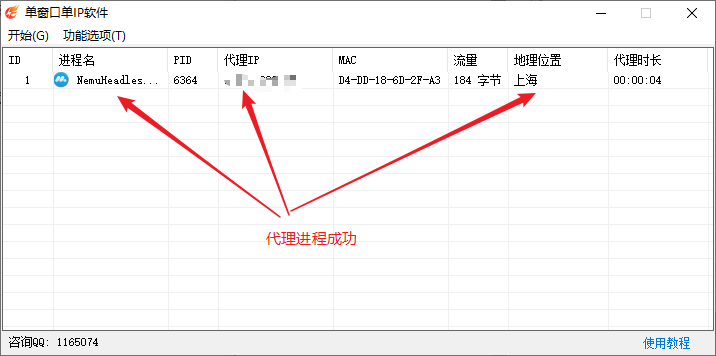 单窗口单IP软件
开始(G) 功能选项(T)
ID 进程名 PID 代理IP MAC 流量 地理位置 代理时长
1 NemuHeadles... 6364 D4-DD-18-6D-2F-A3 184 字节 上海 00:00:04
代理进程成功
咨询QQ: 1165074 使用教程